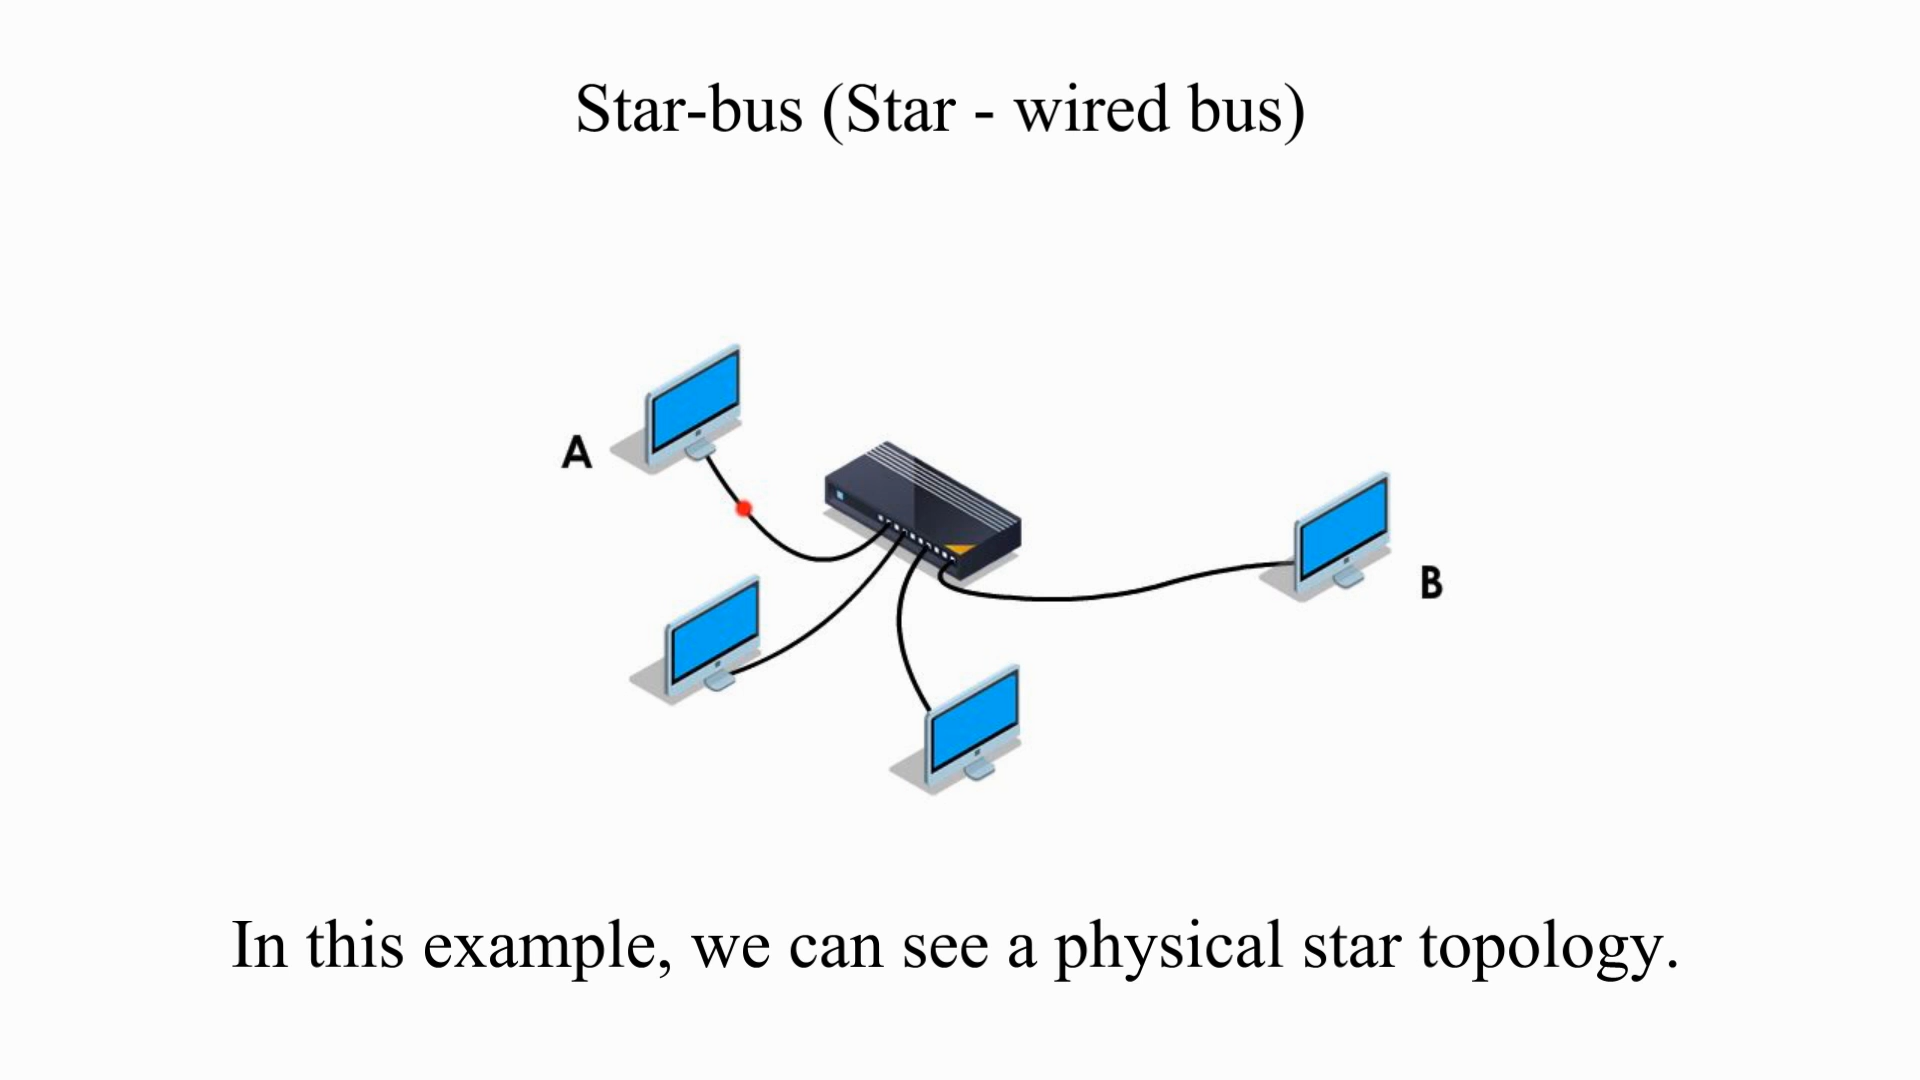 Star-bus (Star - wired bus)
A
B
In this example, we can see a physical star topology.